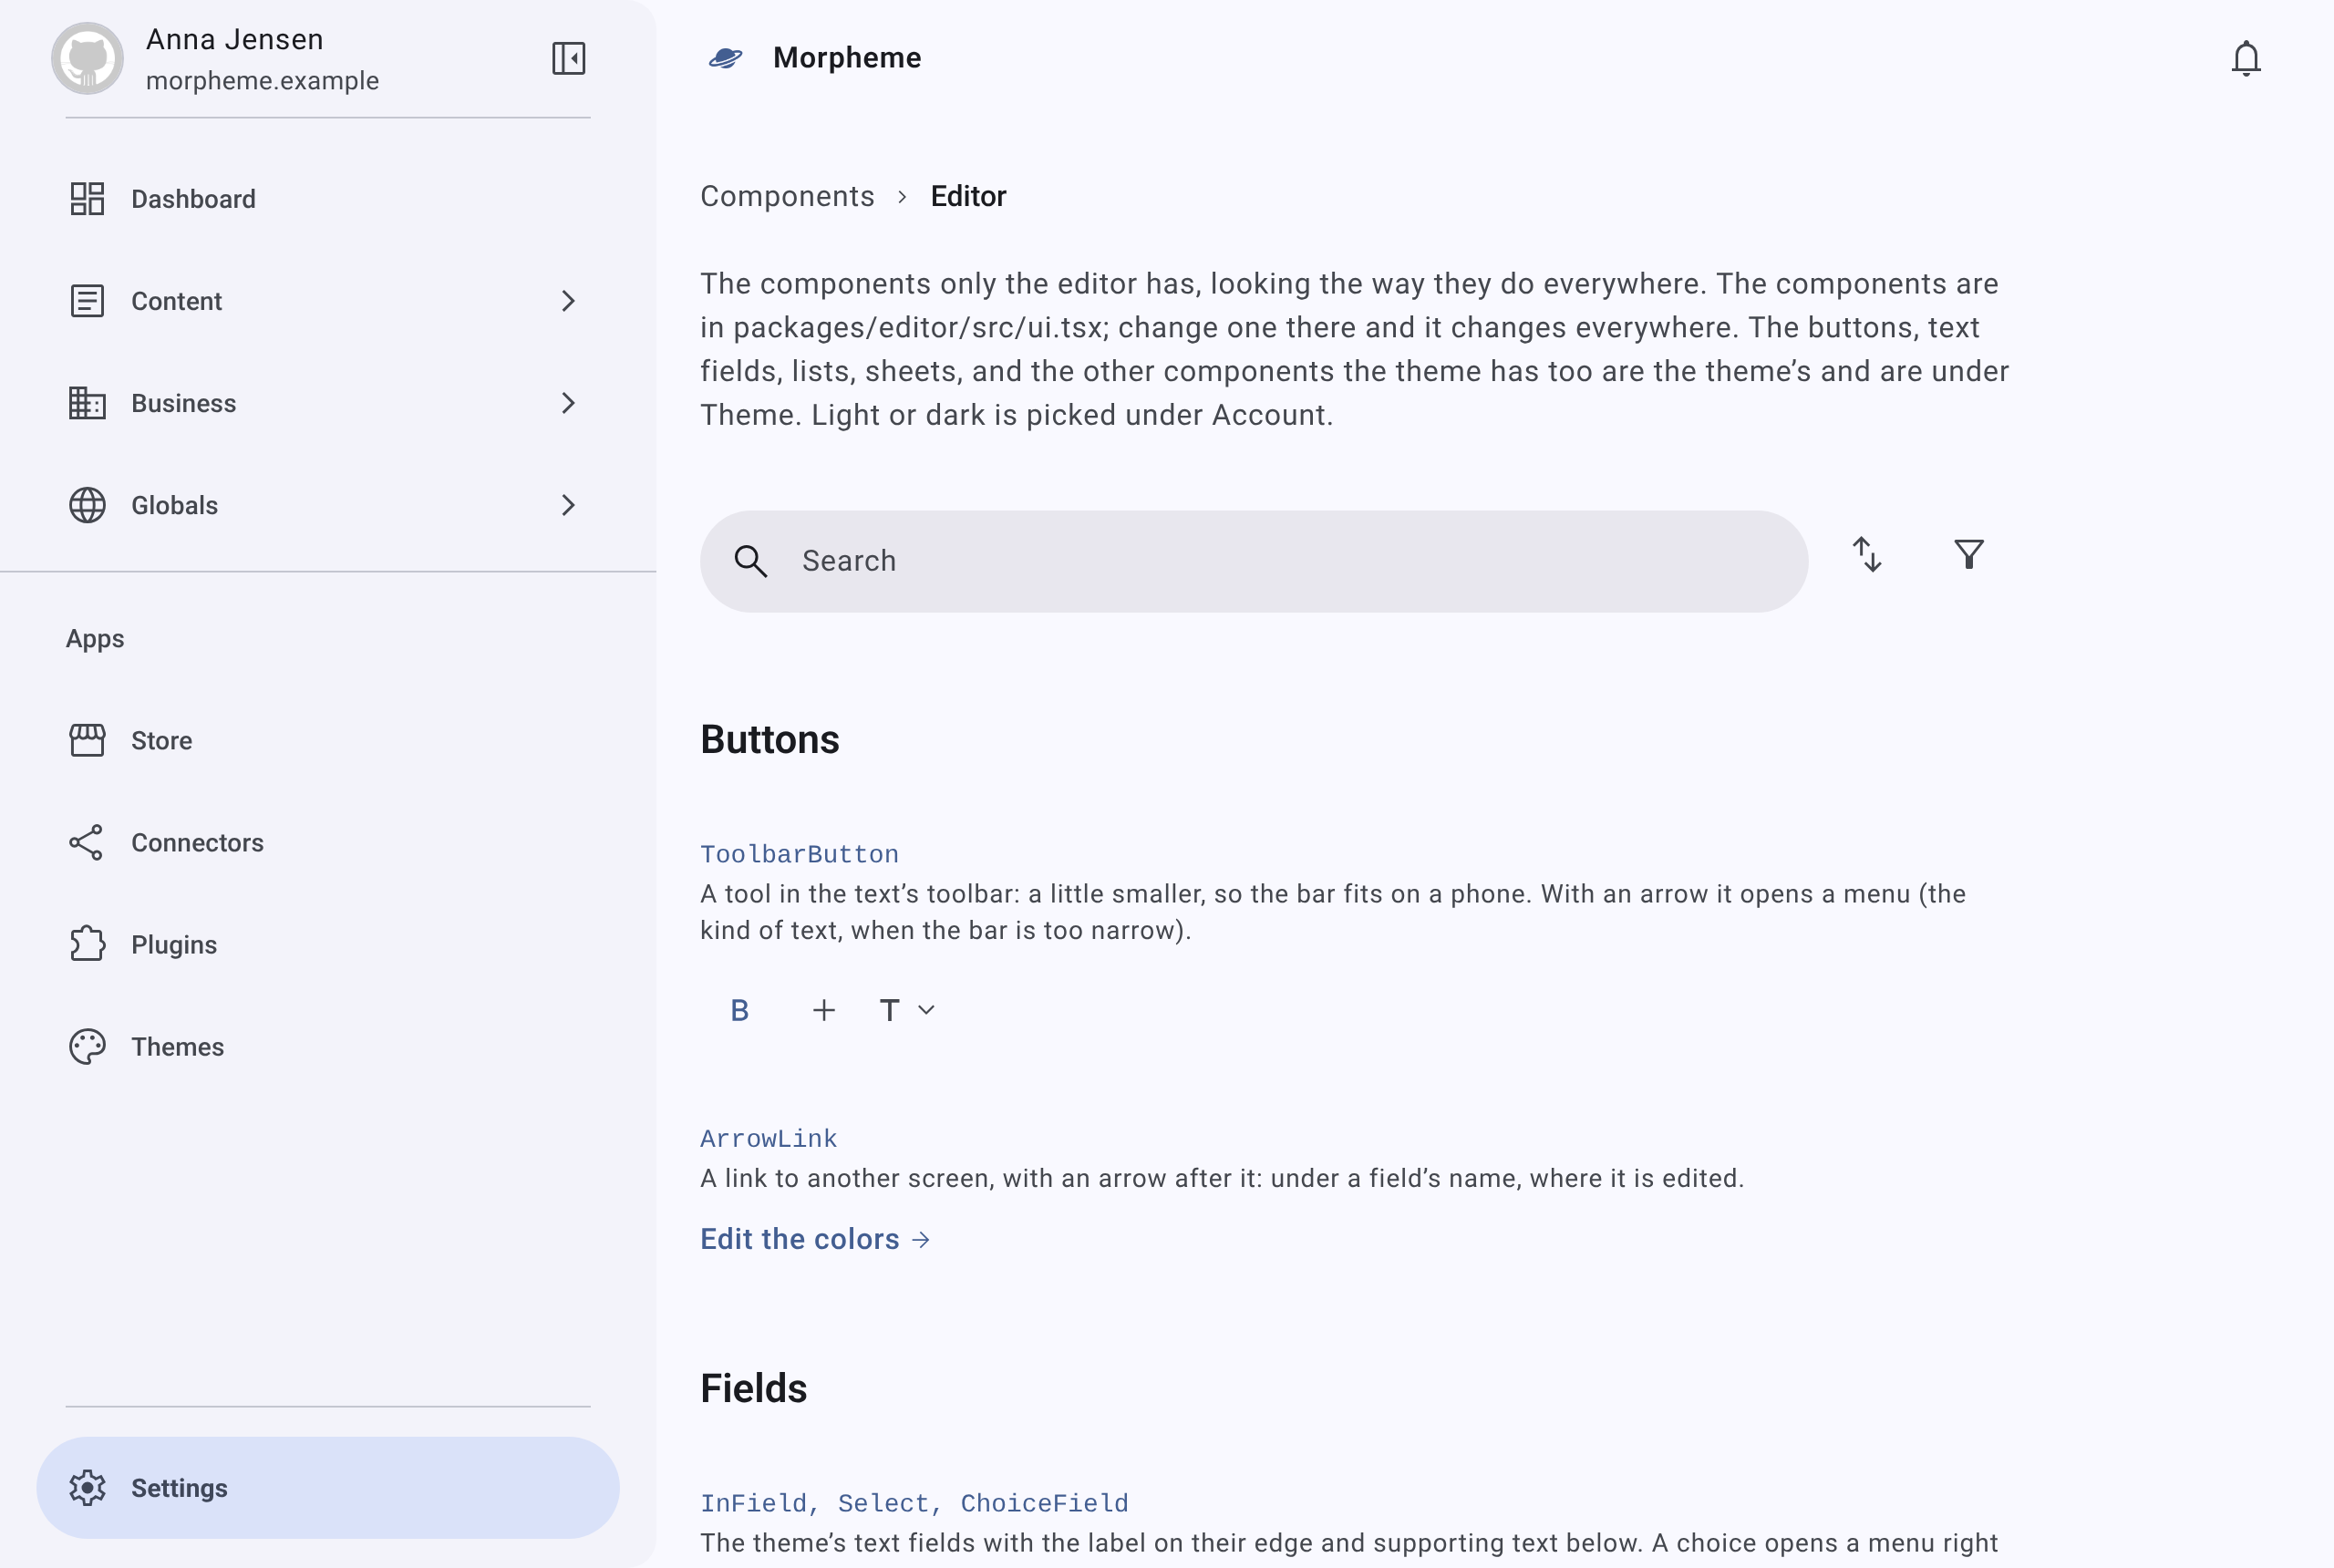 Anna Jensen
morpheme.example
Dashboard
Content
Business
Globals
Apps
Store
Connectors
Plugins
Themes
Settings
Morpheme
Components › Editor
The components only the editor has, looking the way they do everywhere. The components are
in packages/editor/src/ui.tsx; change one there and it changes everywhere. The buttons, text
fields, lists, sheets, and the other components the theme has too are the theme’s and are under
Theme. Light or dark is picked under Account.
Search
Buttons
ToolbarButton
A tool in the text’s toolbar: a little smaller, so the bar fits on a phone. With an arrow it opens a menu (the
kind of text, when the bar is too narrow).
B + T
ArrowLink
A link to another screen, with an arrow after it: under a field’s name, where it is edited.
Edit the colors →
Fields
InField, Select, ChoiceField
The theme’s text fields with the label on their edge and supporting text below. A choice opens a menu right